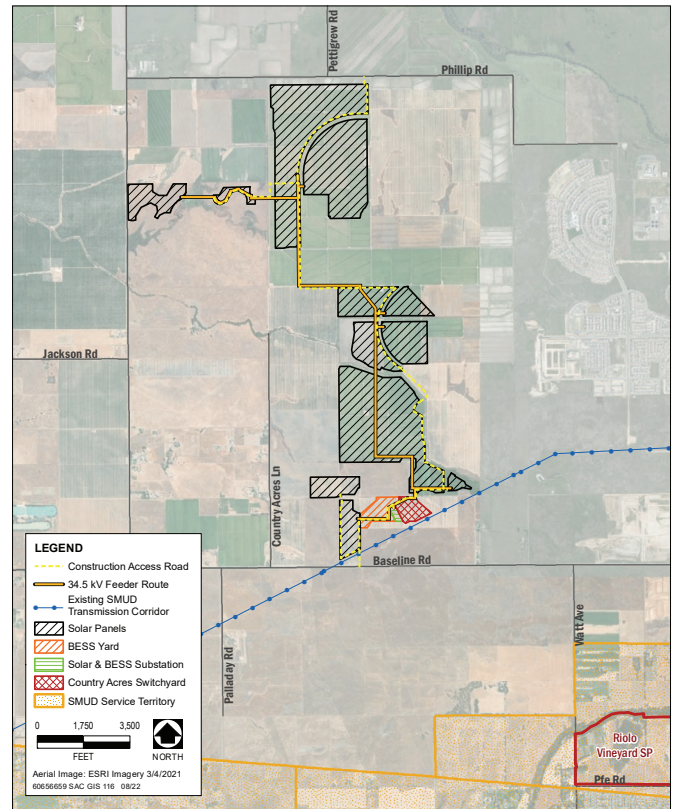 Pettigrew Rd
Phillip Rd
Jackson Rd
Country Acres Ln
Baseline Rd
Palladay Rd
Watt Ave
Riolo
Vineyard SP
Pfe Rd
LEGEND
Construction Access Road
34.5 kV Feeder Route
Existing SMUD
Transmission Corridor
Solar Panels
BESS Yard
Solar & BESS Substation
Country Acres Switchyard
SMUD Service Territory
0 1,750 3,500
FEET
NORTH
Aerial Image: ESRI Imagery 3/4/2021
60656659 SAC GIS 116 08/22